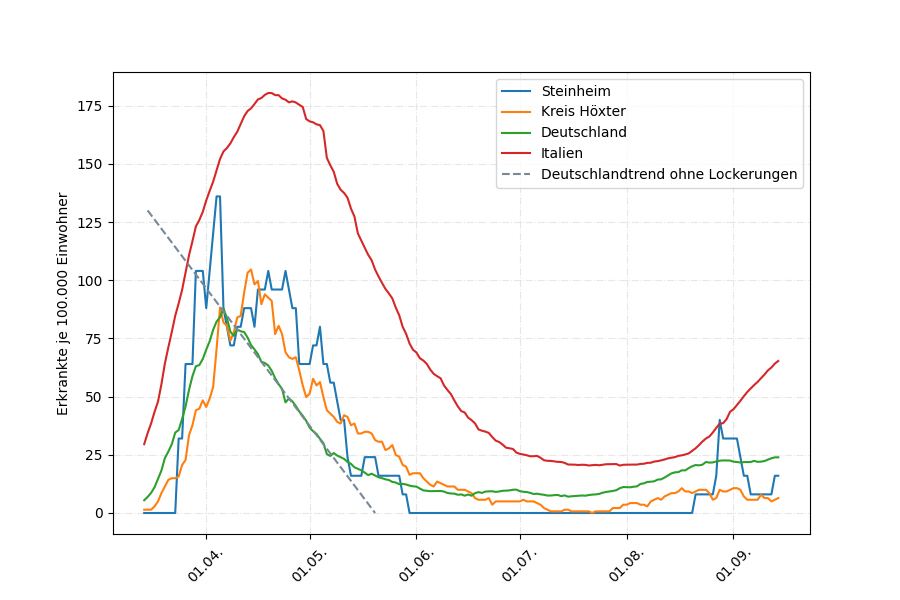 Erkrankte je 100.000 Einwohner
175
150
125
100
75
50
25
0
01.04.
01.05.
01.06.
01.07.
01.08.
01.09.
Steinheim
Kreis Höxter
Deutschland
Italien
Deutschlandtrend ohne Lockerungen